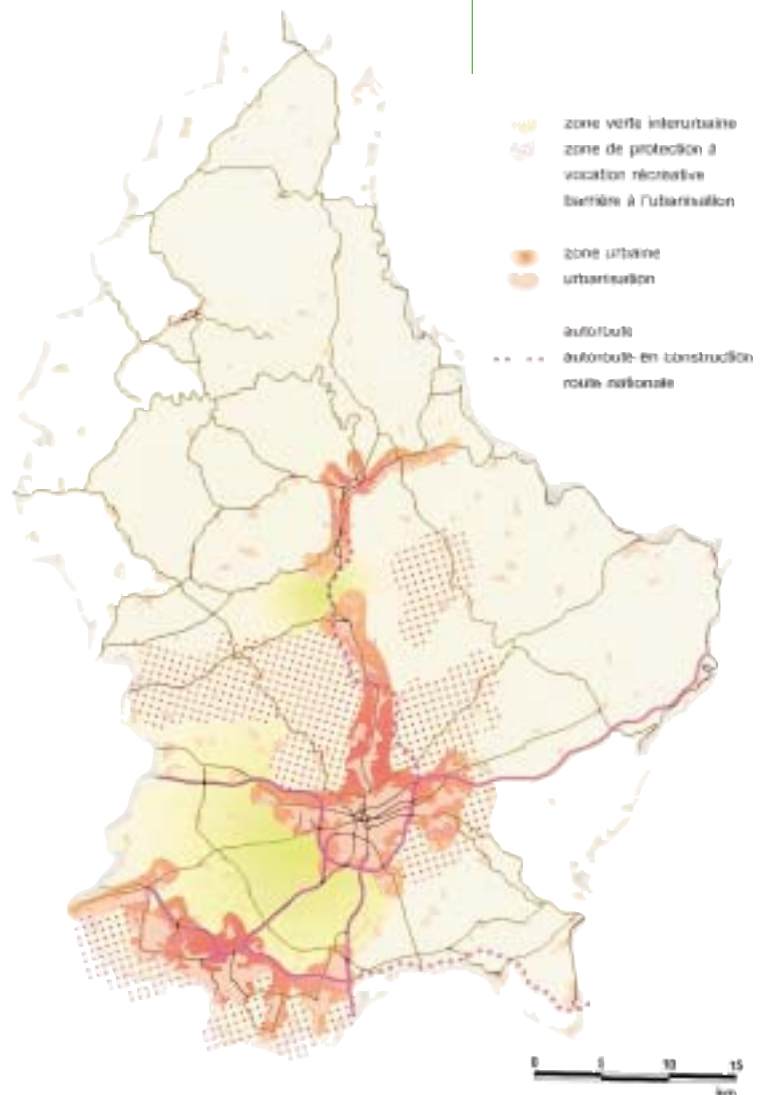 zone verte interurbaine
zone de protection à
vocation récréative
barrière à l'ubanisation
zone urbaine
urbanisation
autoroute
autoroute en construction
route nationale
0 5 10 15
km